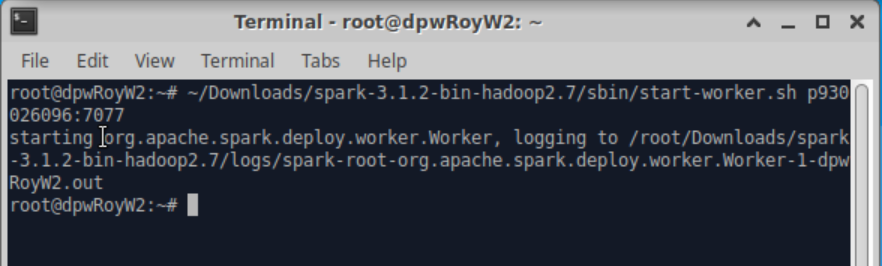 Terminal - root@dpwRoyW2: ~
File Edit View Terminal Tabs Help
root@dpwRoyW2:~# ~/Downloads/spark-3.1.2-bin-hadoop2.7/sbin/start-worker.sh p930
026096:7077
starting org.apache.spark.deploy.worker.Worker, logging to /root/Downloads/spark
-3.1.2-bin-hadoop2.7/logs/spark-root-org.apache.spark.deploy.worker.Worker-1-dpw
RoyW2.out
root@dpwRoyW2:~#